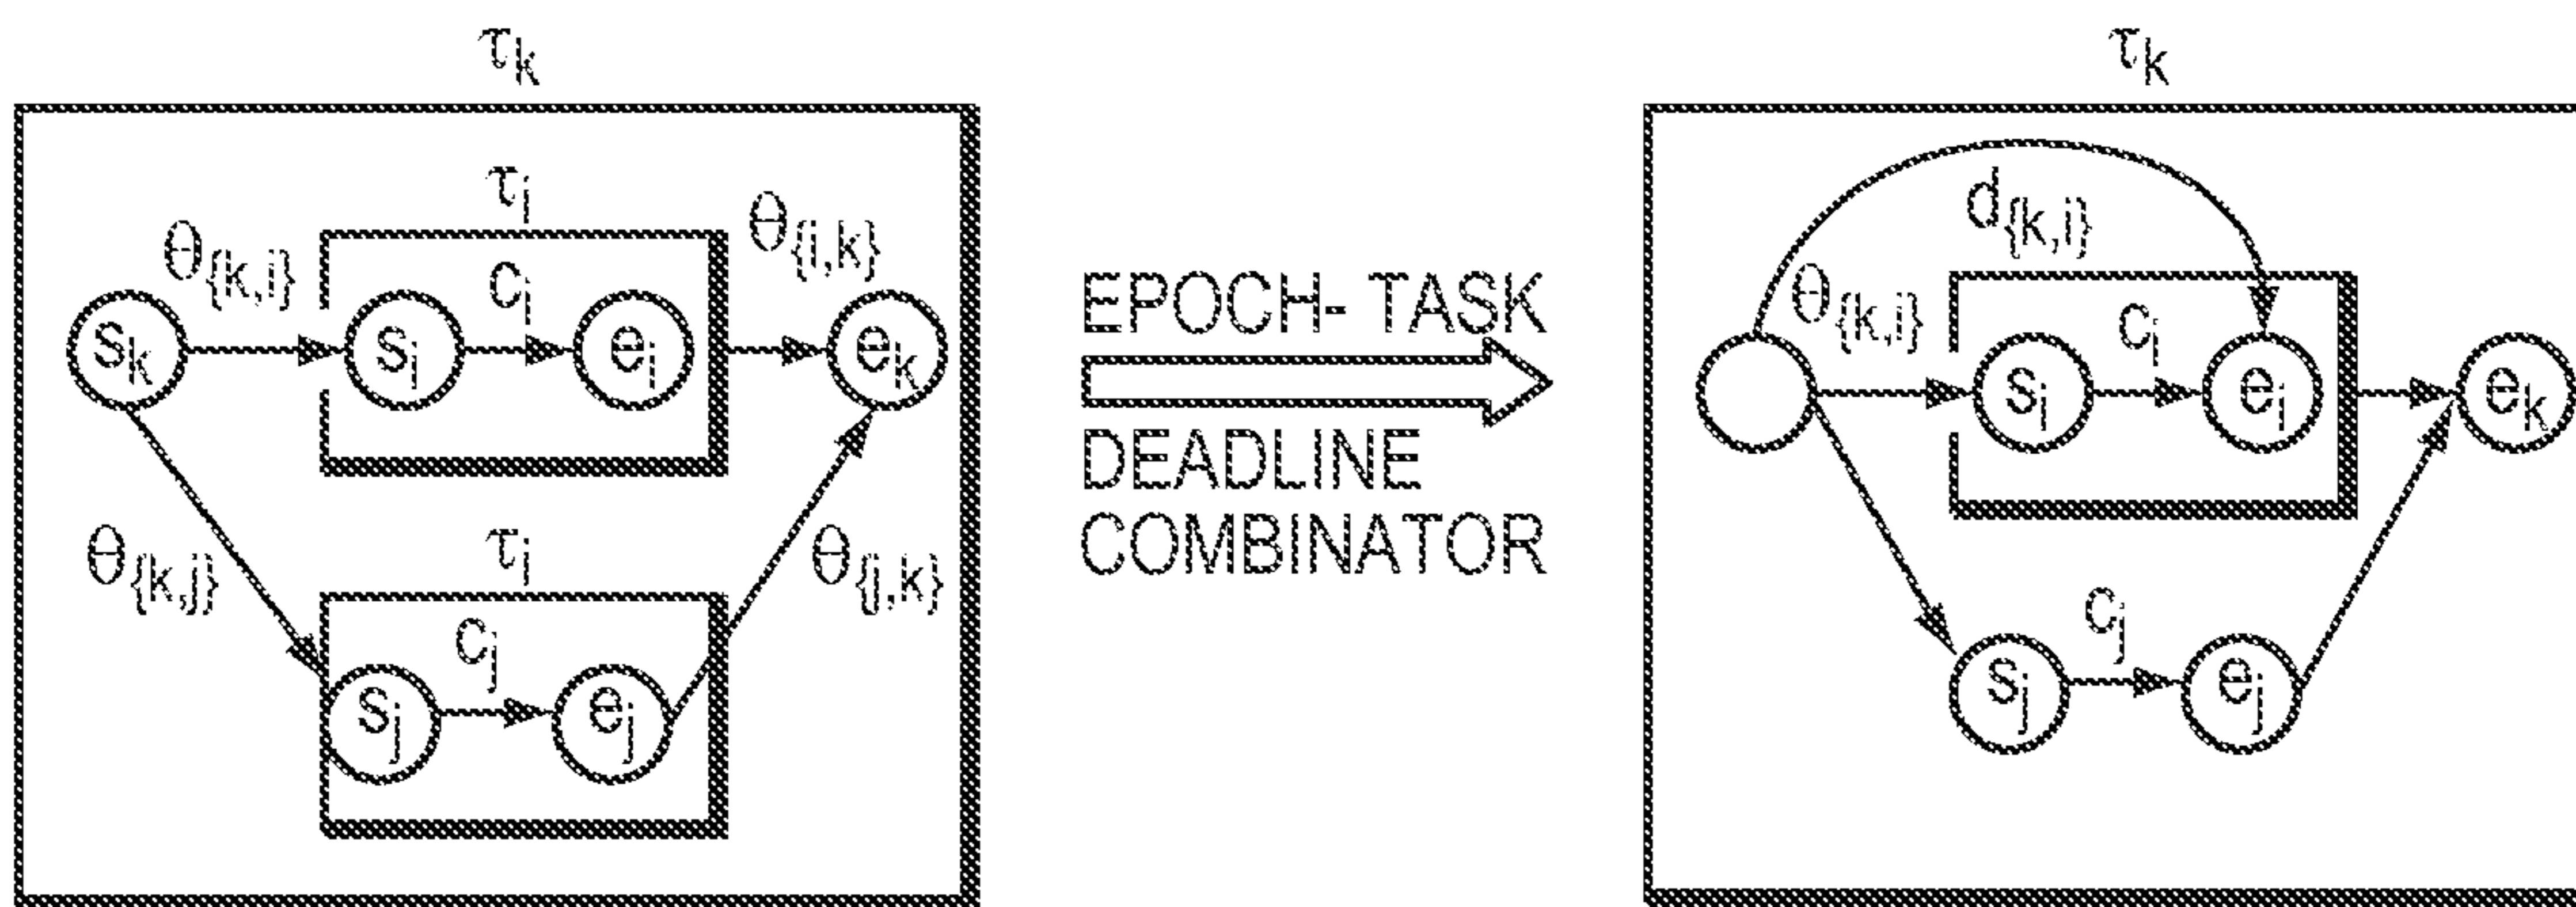 τk
τi
θ{k,i}
ci
θ{i,k}
sk
si
ei
ek
θ{k,j}
τi
θ{j,k}
cj
sj
ej
EPOCH- TASK
DEADLINE
COMBINATOR
τk
d{k,i}
θ{k,i}
ci
si
ei
ek
cj
sj
ej